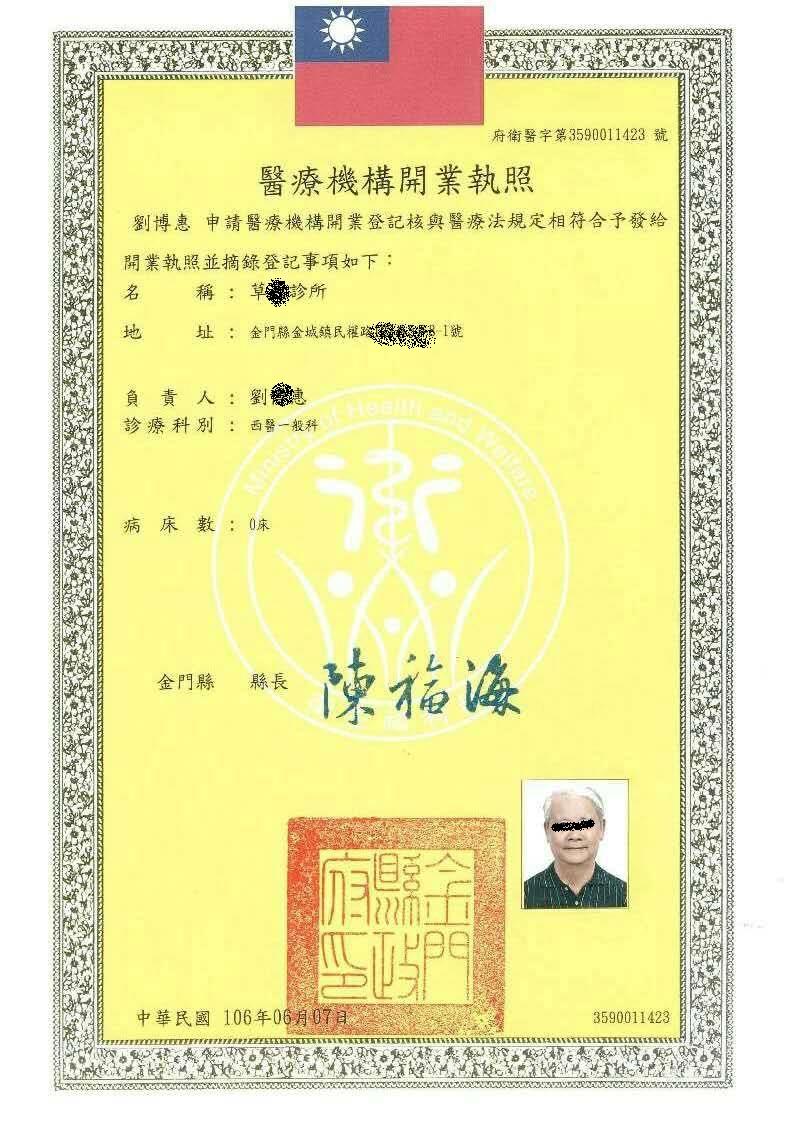 府衛醫字第3590011423 號
醫療機構開業執照
劉博惠 申請醫療機構開業登記核與醫療法規定相符合予發給
開業執照並摘錄登記事項如下：
名 稱 ： 草 診所
地 址 ： 金門縣金城鎮民權路 -1號
負 責 人 ： 劉 惠
診療科別 ： 西醫一般科
Ministry of Health and Welfare
病 床 數 ： 0床
金門縣 縣長 陳福海
金門縣政府印
中華民國 106年06月07日
3590011423